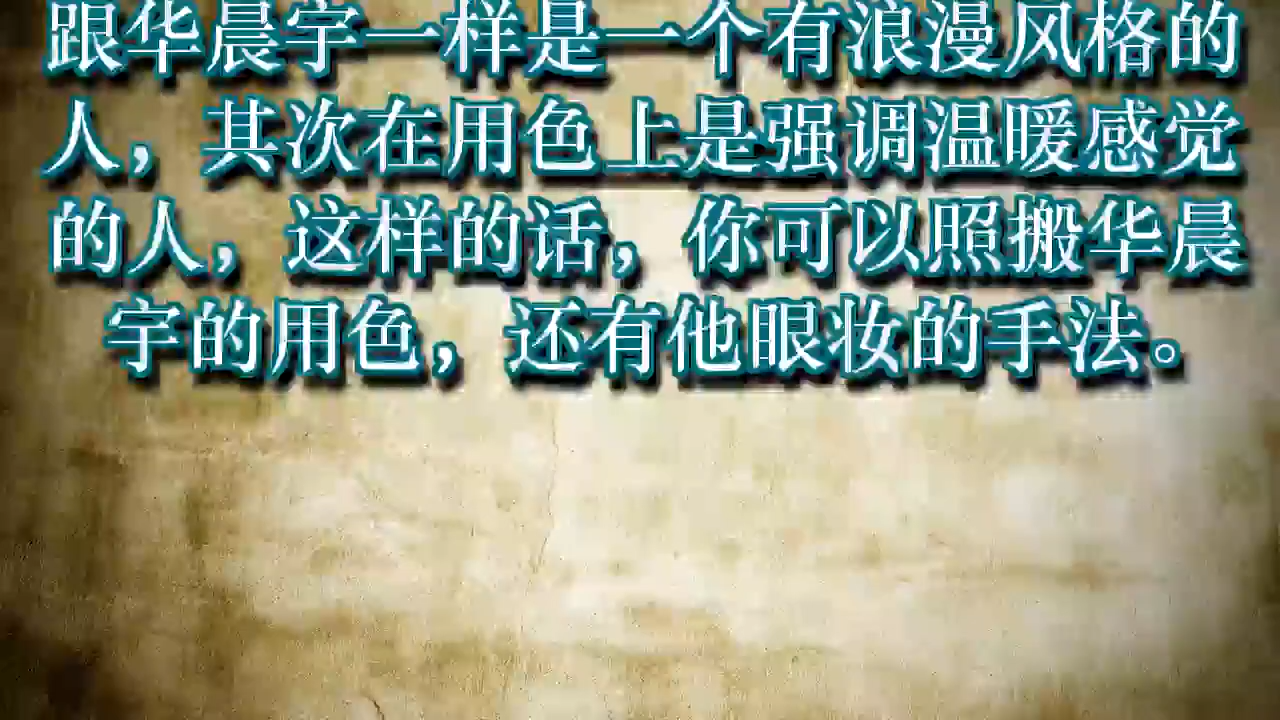 跟华晨宇一样是一个有浪漫风格的
人，其次在用色上是强调温暖感觉
的人，这样的话，你可以照搬华晨
宇的用色，还有他眼妆的手法。